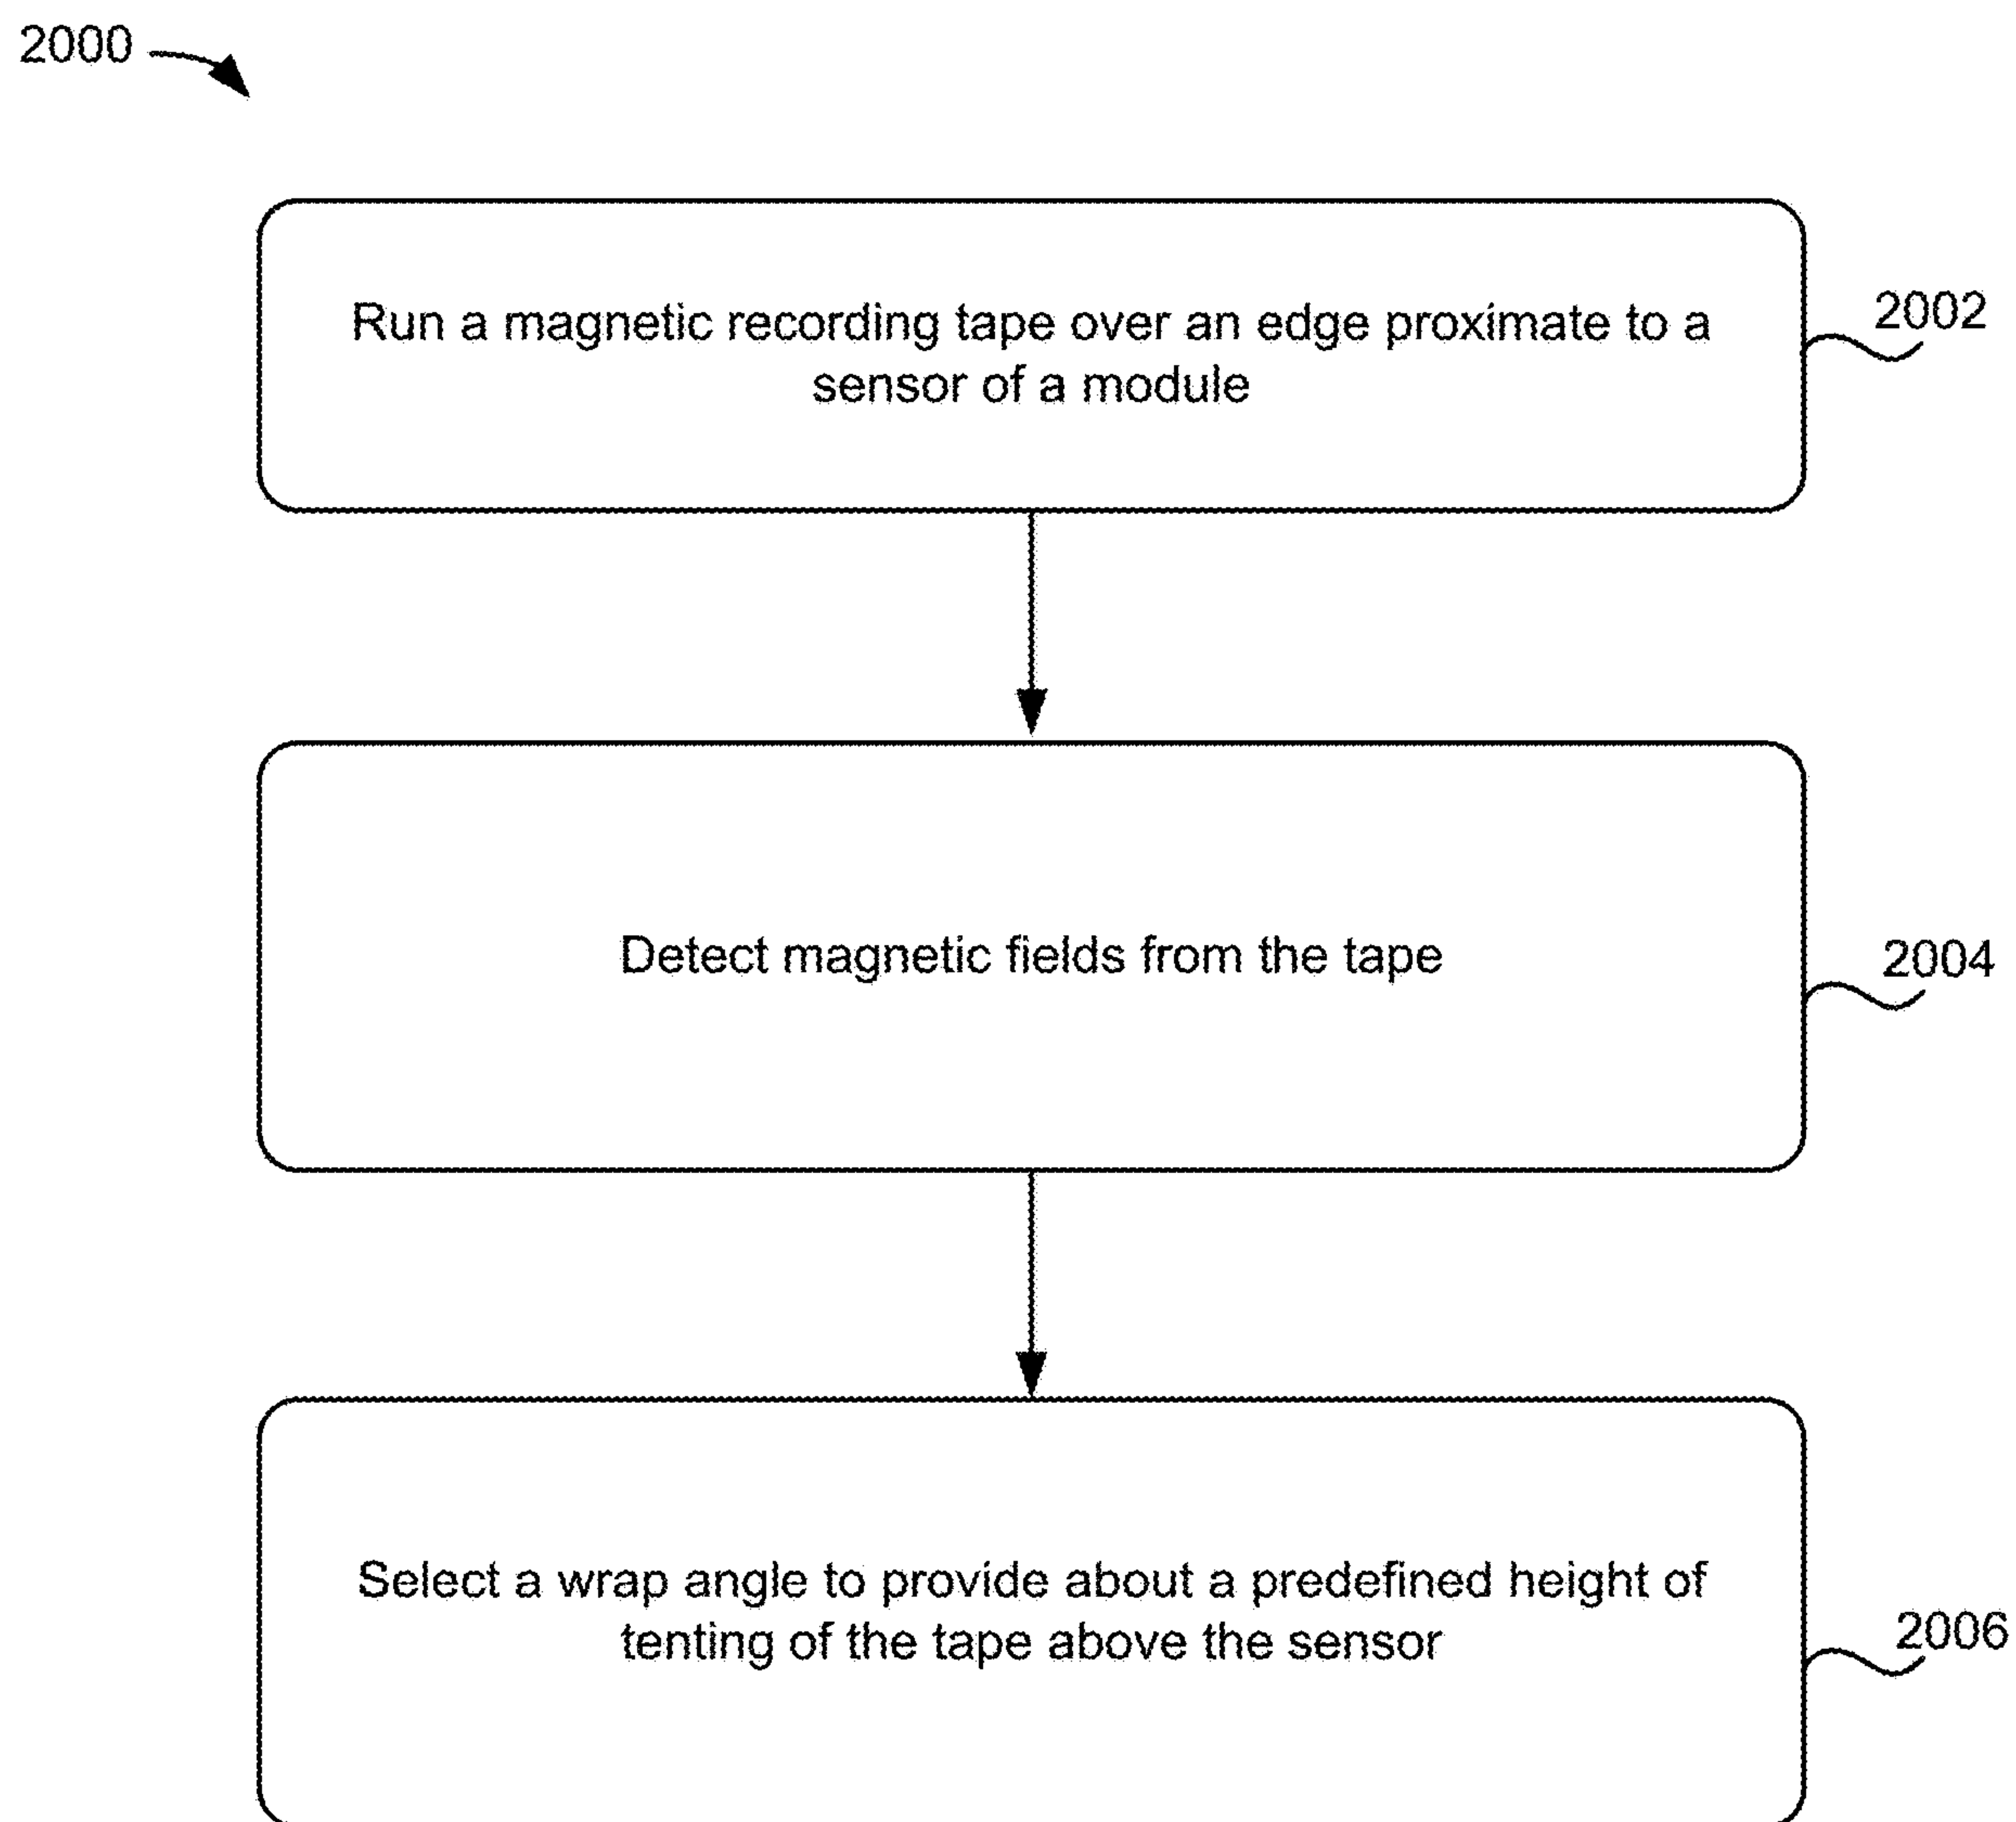 2000
Run a magnetic recording tape over an edge proximate to a
sensor of a module
2002
Detect magnetic fields from the tape
2004
Select a wrap angle to provide about a predefined height of
tenting of the tape above the sensor
2006